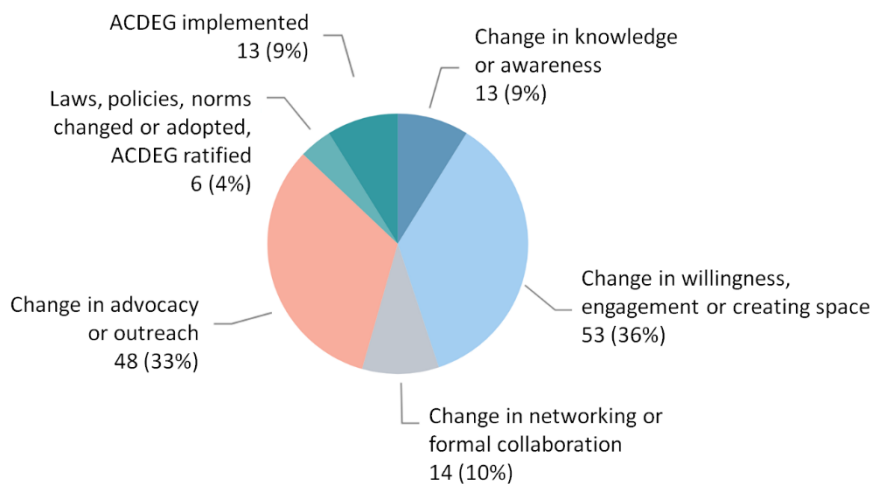 ACDEG implemented
13 (9%)
Change in knowledge
or awareness
13 (9%)
Laws, policies, norms
changed or adopted,
ACDEG ratified
6 (4%)
Change in willingness,
engagement or creating space
53 (36%)
Change in advocacy
or outreach
48 (33%)
Change in networking or
formal collaboration
14 (10%)